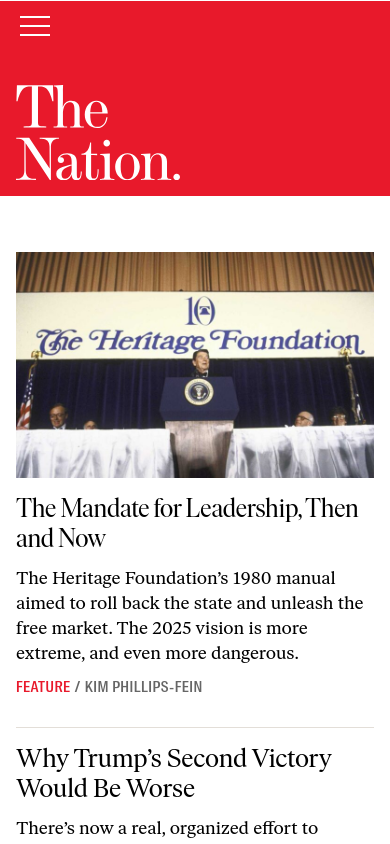 The
Nation.
10
The Heritage Foundation
The Mandate for Leadership, Then
and Now
The Heritage Foundation’s 1980 manual
aimed to roll back the state and unleash the
free market. The 2025 vision is more
extreme, and even more dangerous.
FEATURE / KIM PHILLIPS-FEIN
Why Trump’s Second Victory
Would Be Worse
There’s now a real, organized effort to